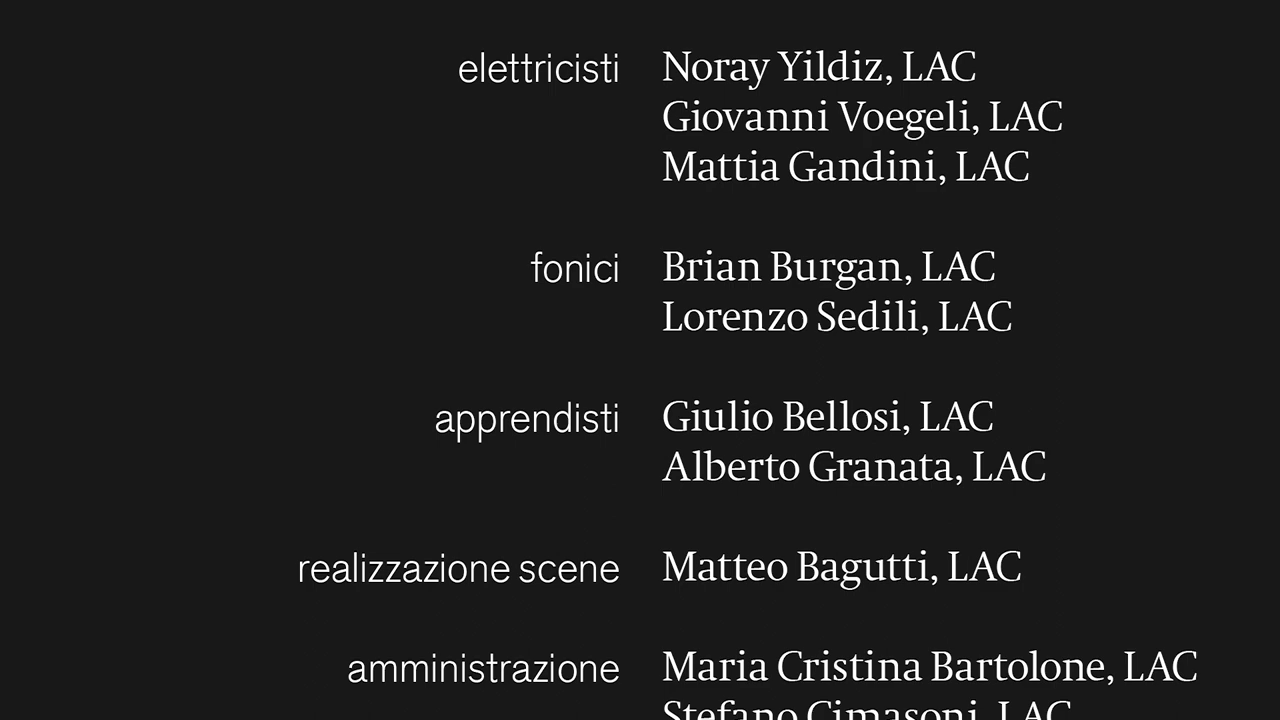 elettricisti Noray Yildiz, LAC
Giovanni Voegeli, LAC
Mattia Gandini, LAC
fonici Brian Burgan, LAC
Lorenzo Sedili, LAC
apprendisti Giulio Bellosi, LAC
Alberto Granata, LAC
realizzazione scene Matteo Bagutti, LAC
amministrazione Maria Cristina Bartolone, LAC
Stefano Cimasoni, LAC